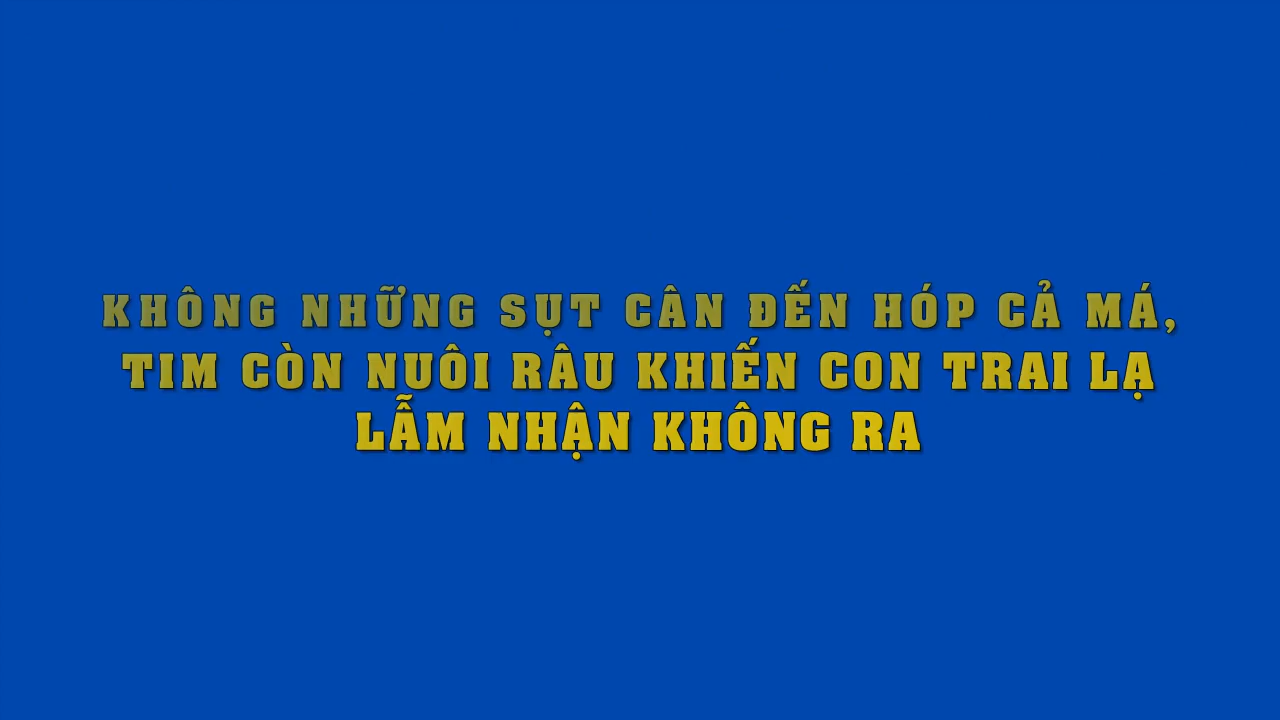 KHÔNG NHỮNG SỤT CÂN ĐẾN HÓP CẢ MÁ,
TIM CÒN NUÔI RÂU KHIẾN CON TRAI LẠ
LẪM NHẬN KHÔNG RA